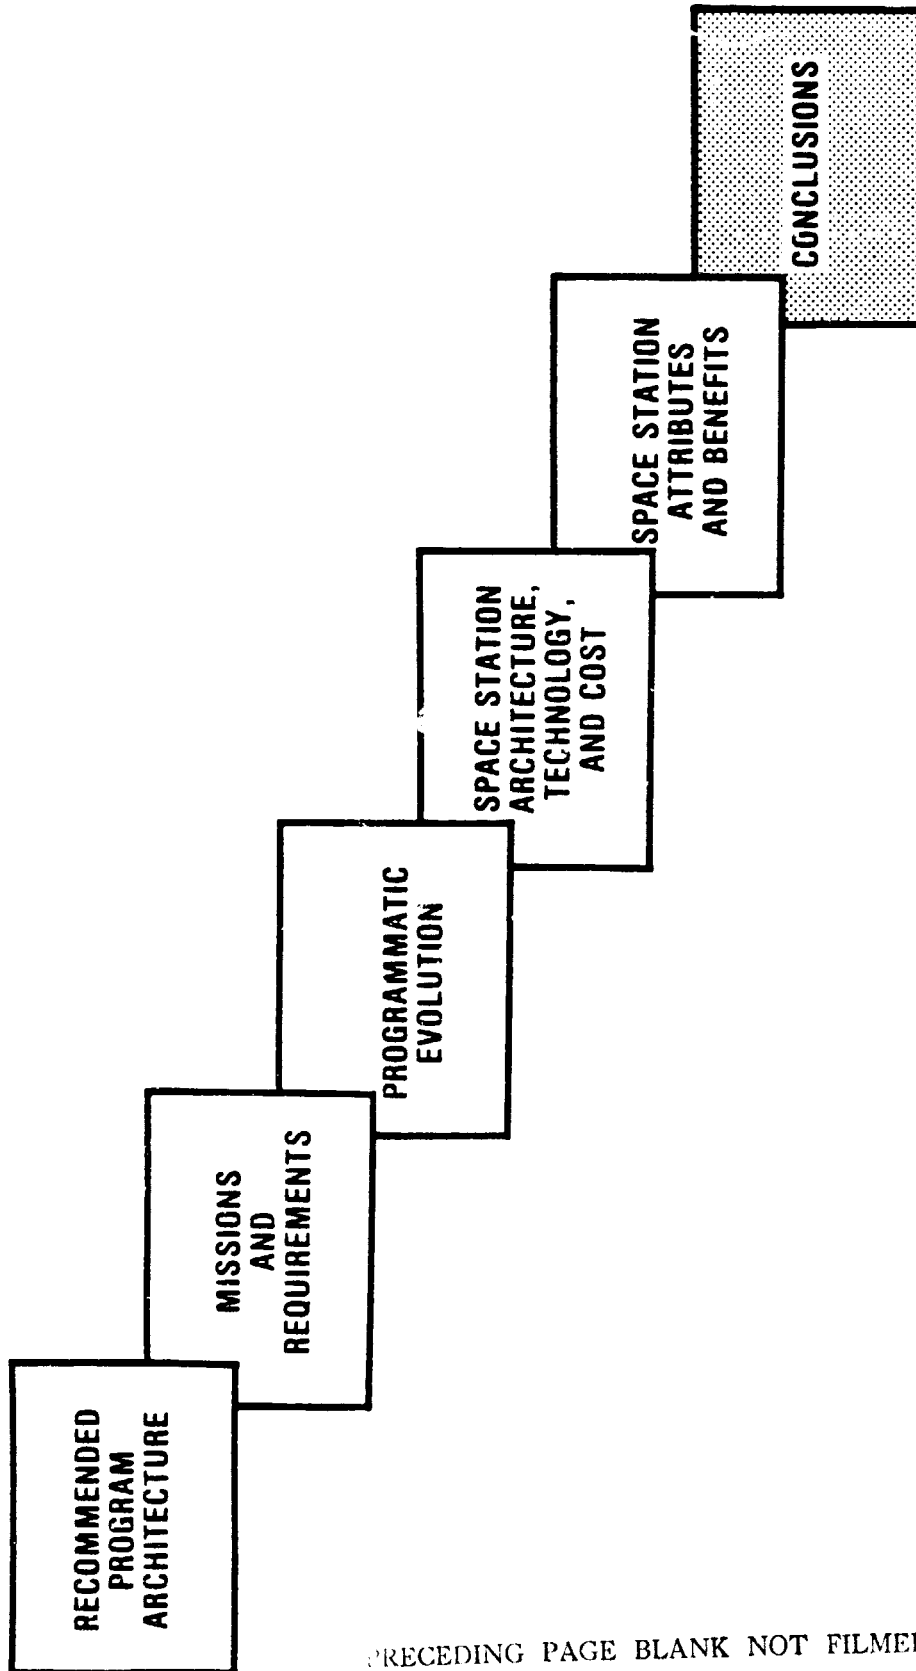 RECOMMENDED
PROGRAM
ARCHITECTURE
MISSIONS
AND
REQUIREMENTS
PROGRAMMATIC
EVOLUTION
SPACE STATION
ARCHITECTURE,
TECHNOLOGY,
AND COST
SPACE STATION
ATTRIBUTES
AND BENEFITS
CONCLUSIONS
PRECEDING PAGE BLANK NOT FILMED